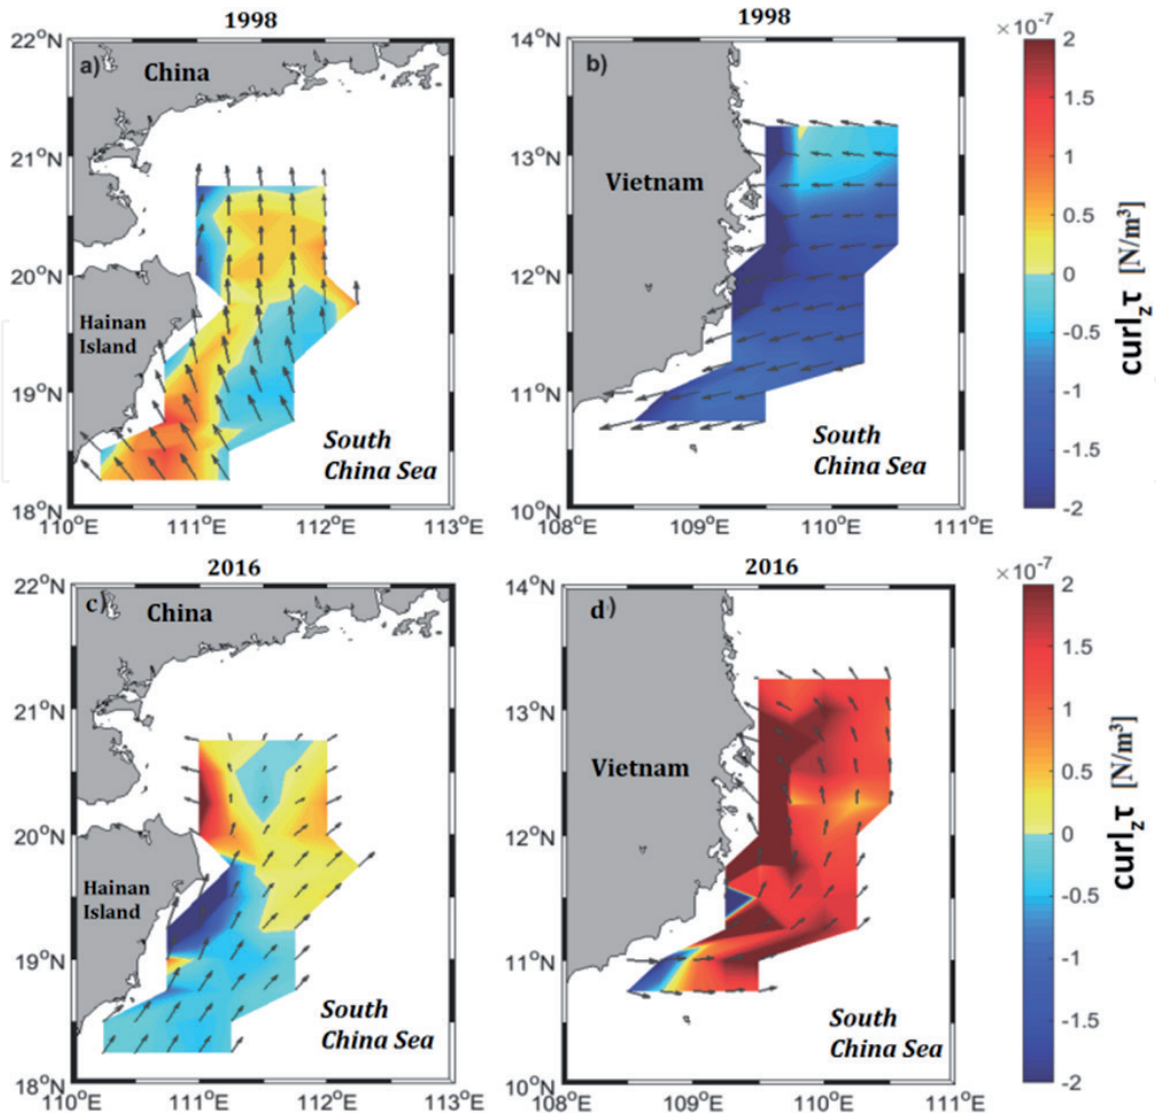 1998
1998
22°N
21°N
20°N
19°N
18°N
110°E
111°E
112°E
113°E
a)
China
Hainan
Island
South
China Sea
14°N
13°N
12°N
11°N
10°N
108°E
109°E
110°E
111°E
b)
Vietnam
South
China Sea
×10-7
2
1.5
1
0.5
0
-0.5
-1
-1.5
-2
curlzτ [N/m³]
2016
2016
22°N
21°N
20°N
19°N
18°N
110°E
111°E
112°E
113°E
c)
China
Hainan
Island
South
China Sea
14°N
13°N
12°N
11°N
10°N
108°E
109°E
110°E
111°E
d)
Vietnam
South
China Sea
×10-7
2
1.5
1
0.5
0
-0.5
-1
-1.5
-2
curlzτ [N/m³]